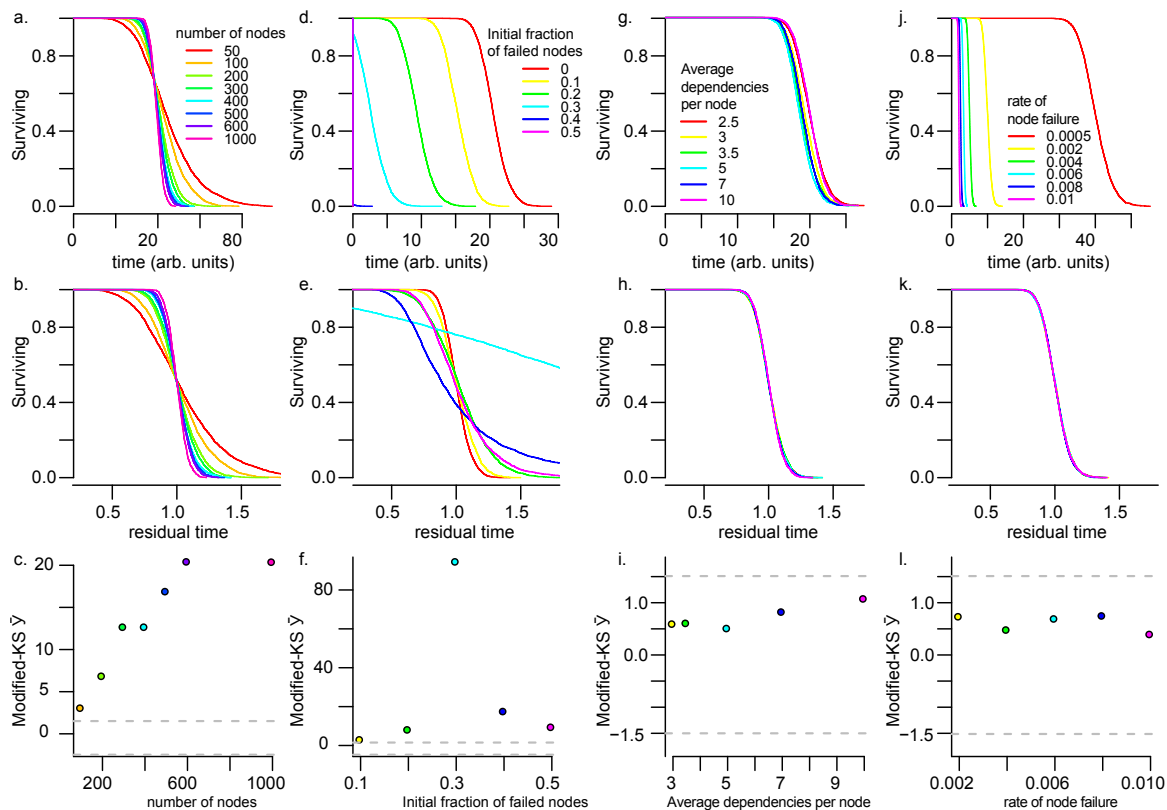 a.
Surviving
0.0
0.4
0.8
number of nodes
50
100
200
300
400
500
600
1000
0
20
80
time (arb. units)
d.
Surviving
0.0
0.4
0.8
Initial fraction
of failed nodes
0
0.1
0.2
0.3
0.4
0.5
0
10
20
30
time (arb. units)
g.
Surviving
0.0
0.4
0.8
Average
dependencies
per node
2.5
3
3.5
5
7
10
0
10
20
time (arb. units)
j.
Surviving
0.0
0.4
0.8
rate of
node failure
0.0005
0.002
0.004
0.006
0.008
0.01
0
20
40
time (arb. units)
b.
Surviving
0.0
0.4
0.8
0.5
1.0
1.5
residual time
e.
Surviving
0.0
0.4
0.8
0.5
1.0
1.5
residual time
h.
Surviving
0.0
0.4
0.8
0.5
1.0
1.5
residual time
k.
Surviving
0.0
0.4
0.8
0.5
1.0
1.5
residual time
c.
Modified-KS ỹ
20
15
10
5
0
200
600
1000
number of nodes
f.
Modified-KS ỹ
80
40
0
0.1
0.3
0.5
Initial fraction of failed nodes
i.
Modified-KS ỹ
1.0
0.0
−1.5
3
5
7
9
Average dependencies per node
l.
Modified-KS ỹ
1.0
0.0
−1.5
0.002
0.006
0.010
rate of node failure